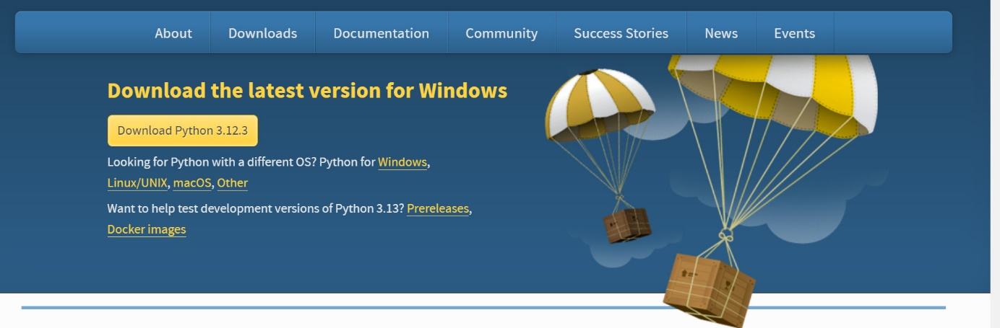 About Downloads Documentation Community Success Stories News Events
Download the latest version for Windows
Download Python 3.12.3
Looking for Python with a different OS? Python for Windows,
Linux/UNIX, macOS, Other
Want to help test development versions of Python 3.13? Prereleases,
Docker images